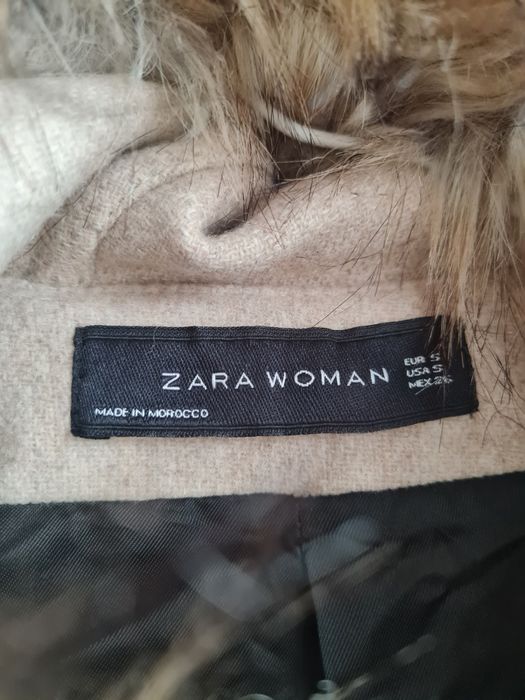 ZARA WOMAN
EUR S
USA S
MEX 26
MADE IN MOROCCO